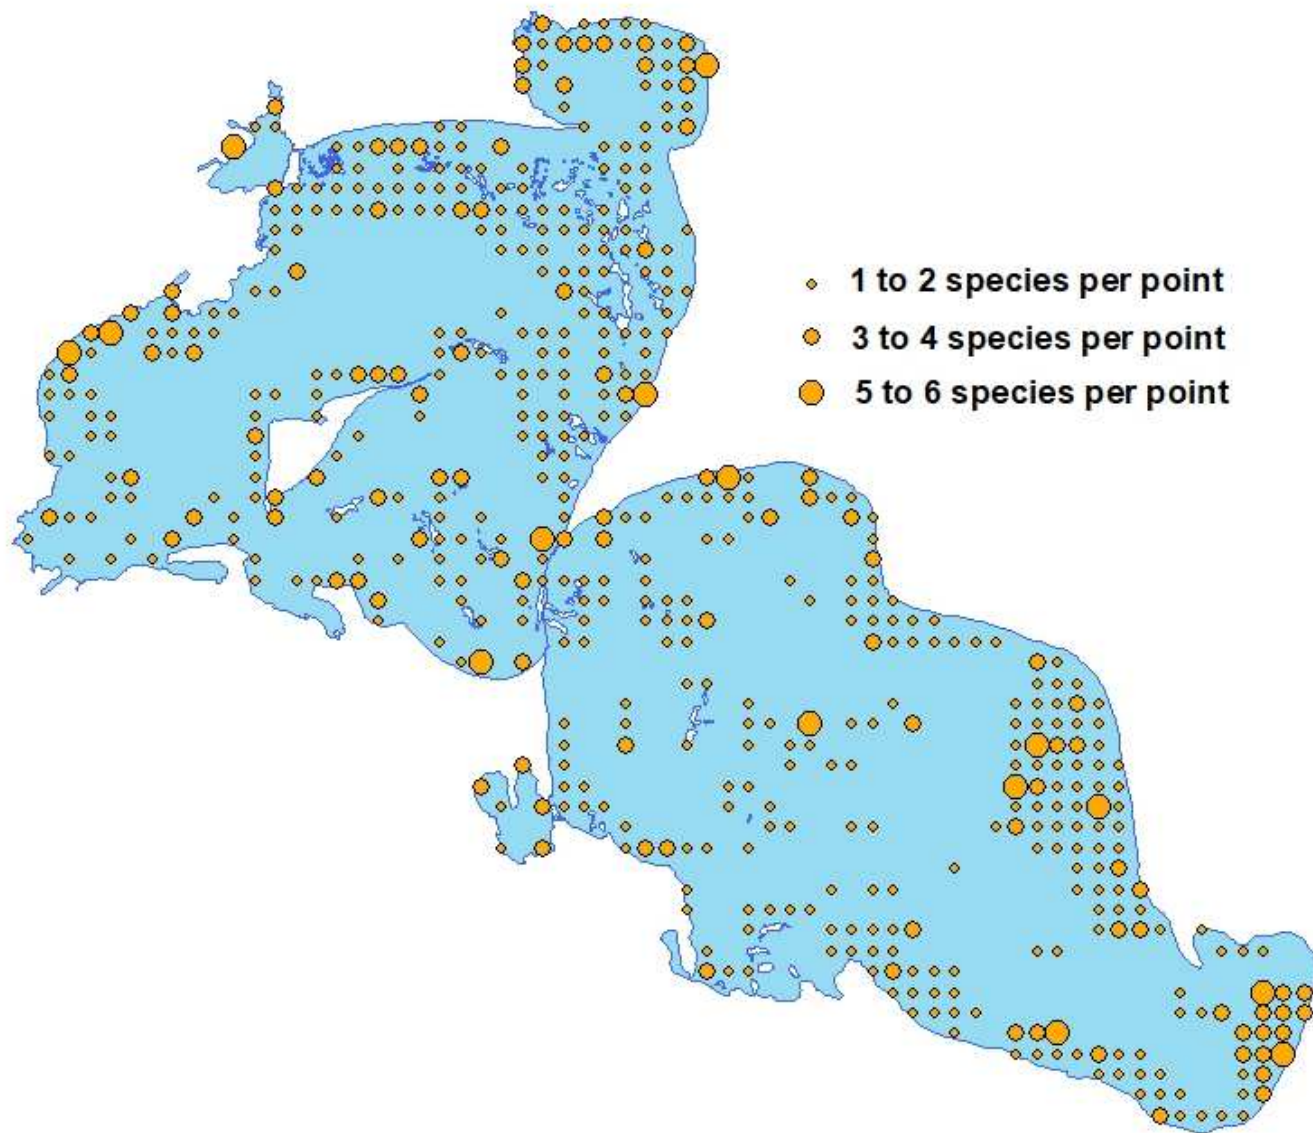 1 to 2 species per point
3 to 4 species per point
5 to 6 species per point